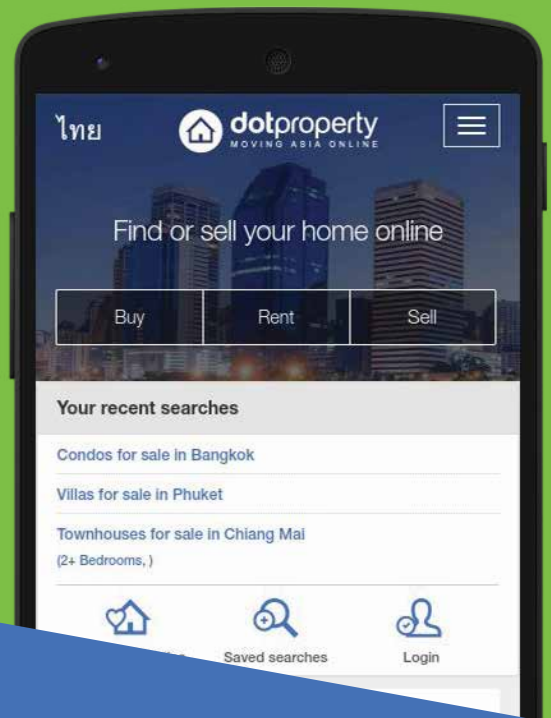 ไทย
dotproperty
MOVING ASIA ONLINE
Find or sell your home online
Buy Rent Sell
Your recent searches
Condos for sale in Bangkok
Villas for sale in Phuket
Townhouses for sale in Chiang Mai
(2+ Bedrooms, )
Saved searches Login